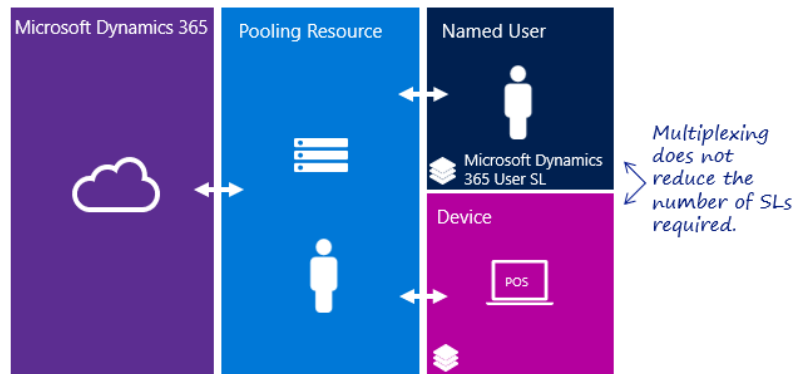 Microsoft Dynamics 365
Pooling Resource
Named User
Microsoft Dynamics
365 User SL
Device
POS
Multiplexing
does not
reduce the
number of SLs
required.